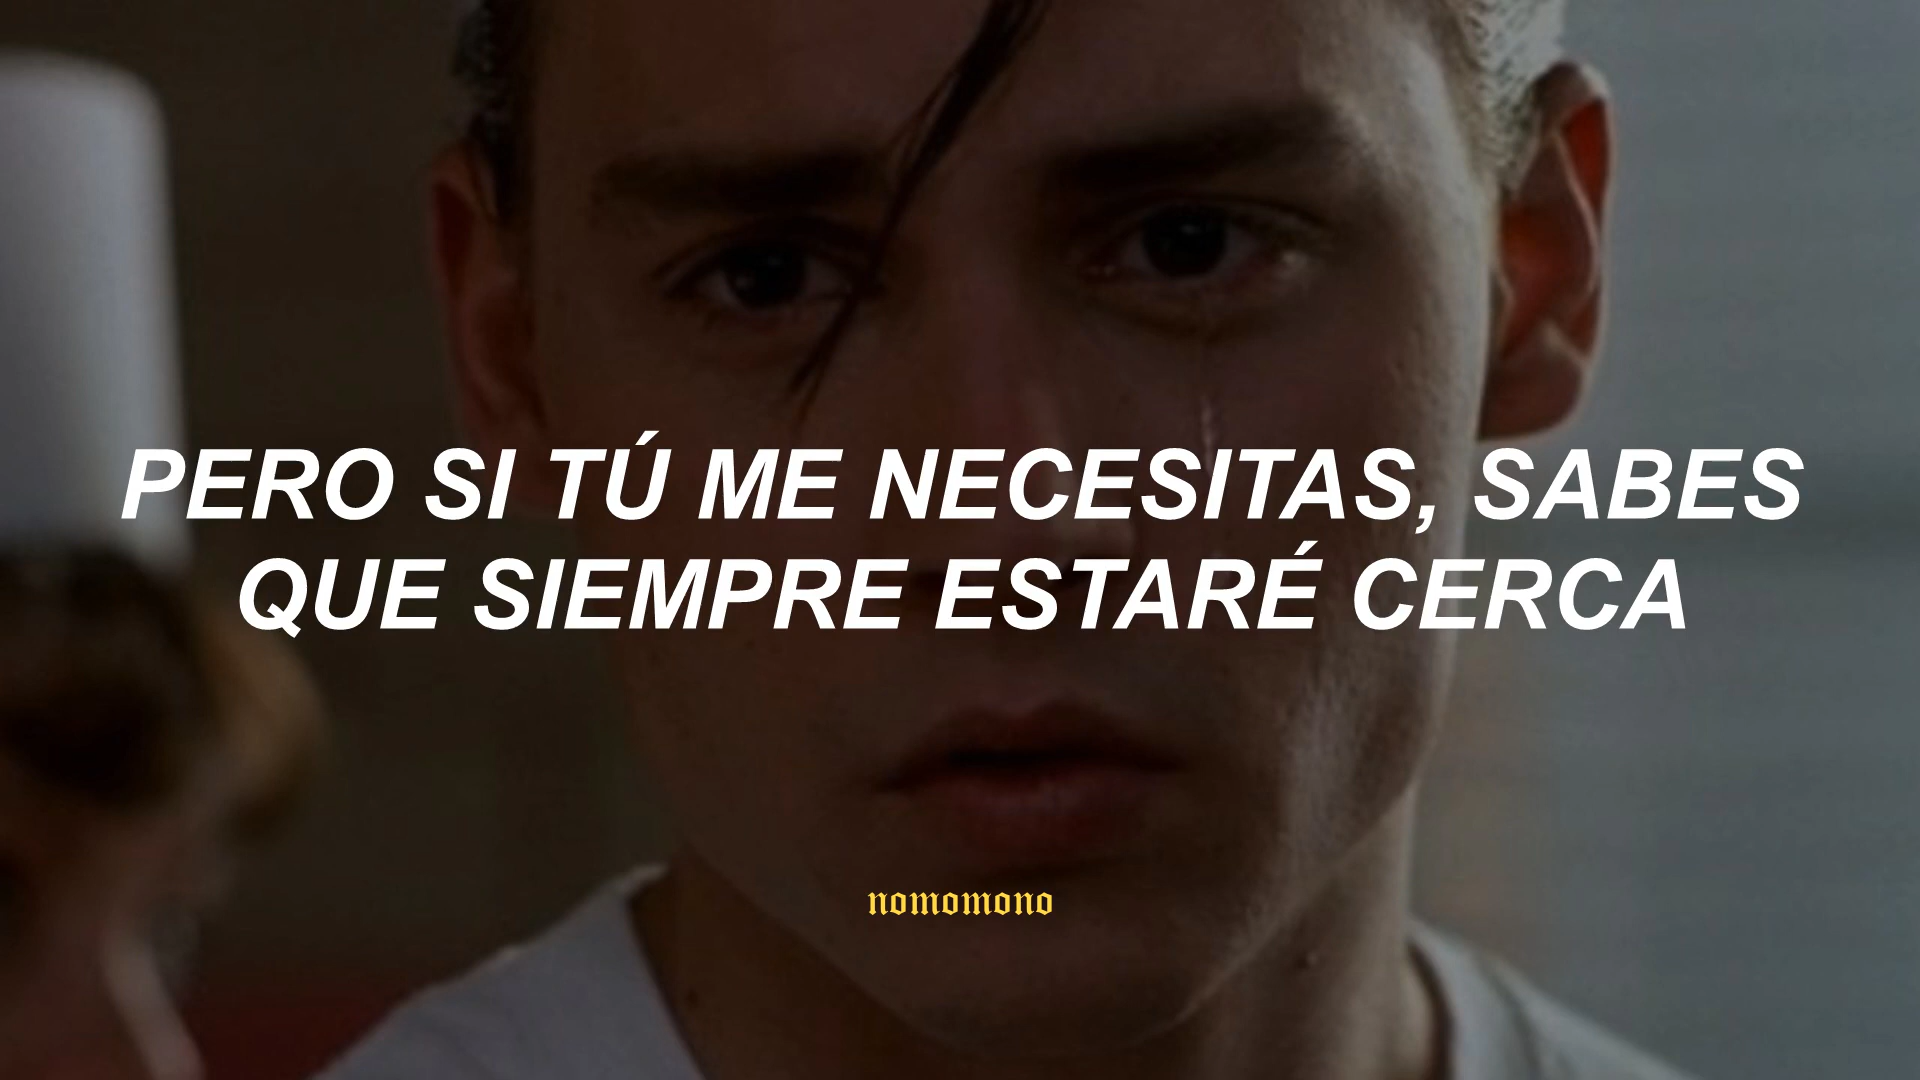 PERO SI TÚ ME NECESITAS, SABES
QUE SIEMPRE ESTARÉ CERCA
nomomono